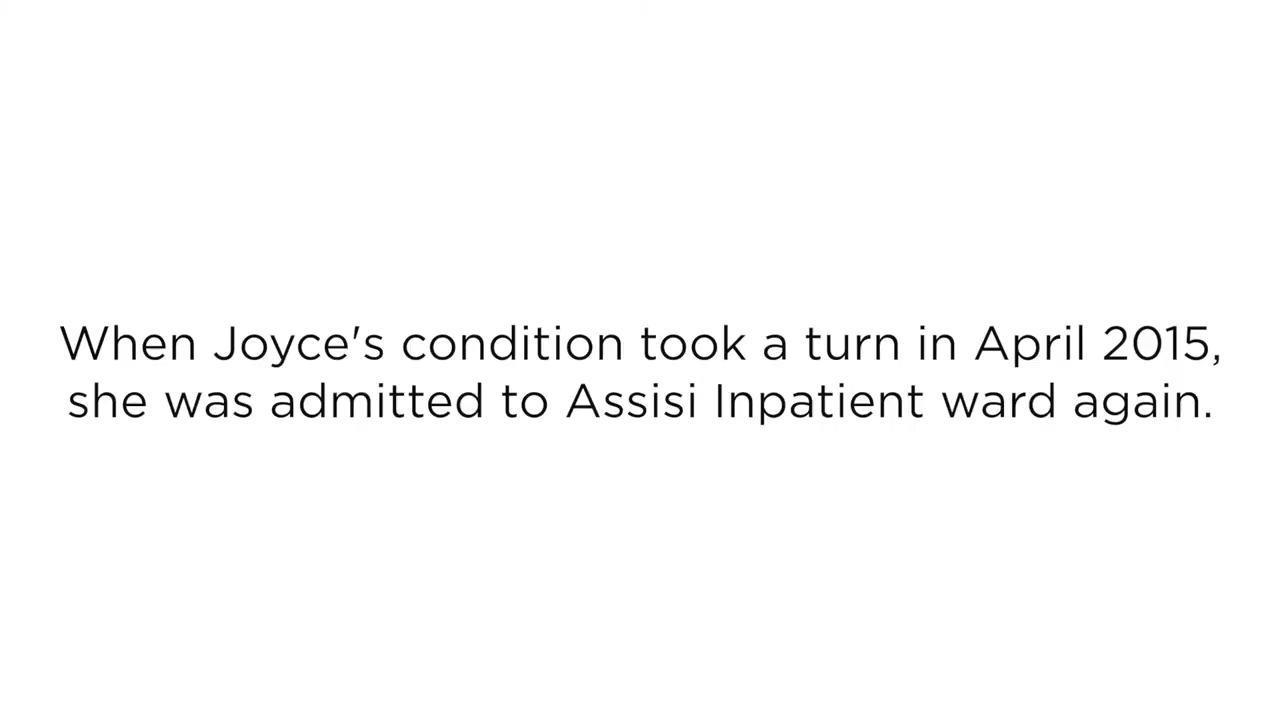 When Joyce's condition took a turn in April 2015,
she was admitted to Assisi Inpatient ward again.